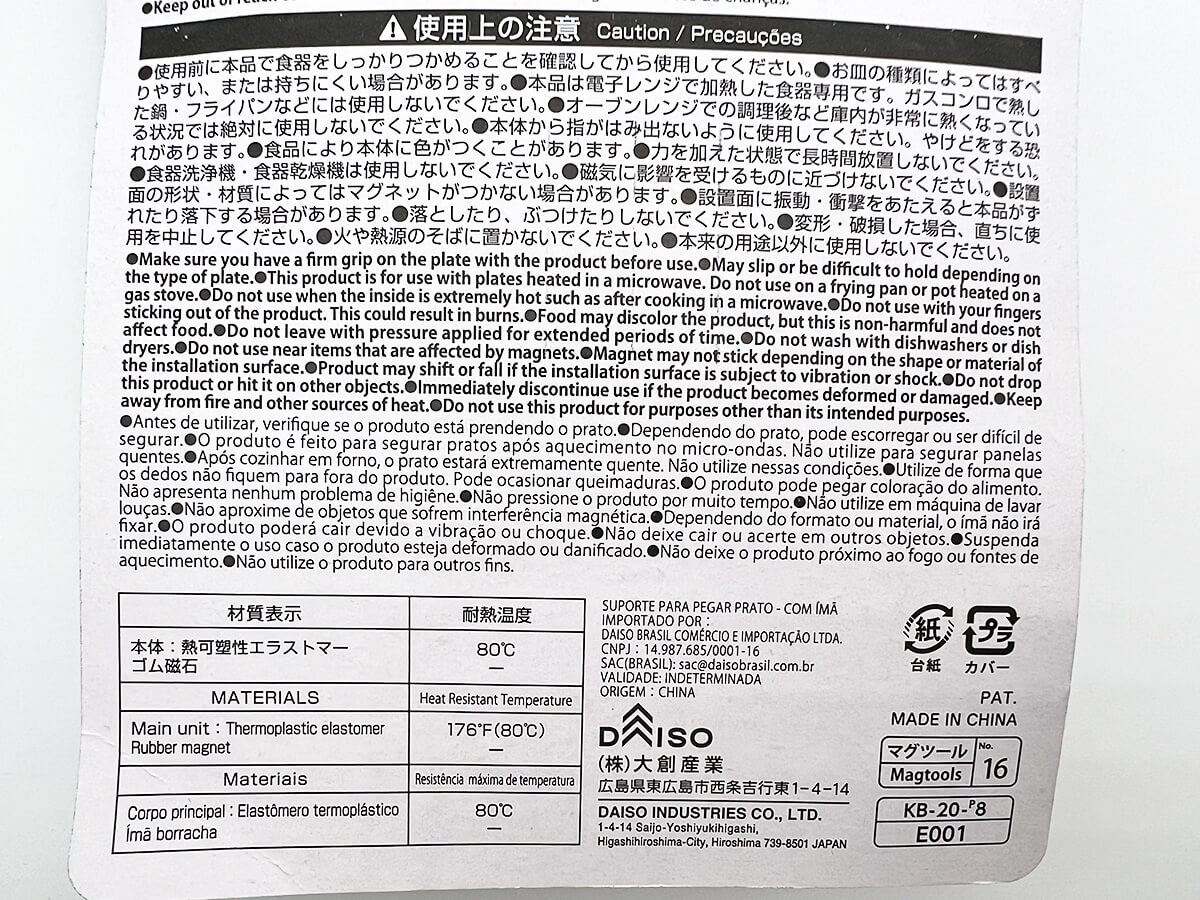 ●Keep out of reach
⚠使用上の注意 Caution / Precauções
●使用前に本品で食器をしっかりつかめることを確認してから使用してください。●お皿の種類によってはすべ
りやすい、または持ちにくい場合があります。●本品は電子レンジで加熱した食器専用です。ガスコンロで熱し
た鍋・フライパンなどには使用しないでください。●オーブンレンジでの調理後など庫内が非常に熱くなってい
る状況では絶対に使用しないでください。●本体から指がはみ出ないように使用してください。やけどをする恐
れがあります。●食品により本体に色がつくことがあります。●力を加えた状態で長時間放置しないでください。
●食器洗浄機・食器乾燥機は使用しないでください。●磁気に影響を受けるものに近づけないでください。●設置
面の形状・材質によってはマグネットがつかない場合があります。●設置面に振動・衝撃をあたえると本品がず
れたり落下する場合があります。●落としたり、ぶつけたりしないでください。●変形・破損した場合、直ちに使
用を中止してください。●火や熱源のそばに置かないでください。●本来の用途以外に使用しないでください。
●Make sure you have a firm grip on the plate with the product before use.●May slip or be difficult to hold depending on
the type of plate.●This product is for use with plates heated in a microwave. Do not use on a frying pan or pot heated on a
gas stove.●Do not use when the inside is extremely hot such as after cooking in a microwave.●Do not use with your fingers
sticking out of the product. This could result in burns.●Food may discolor the product, but this is non-harmful and does not
affect food.●Do not leave with pressure applied for extended periods of time.●Do not wash with dishwashers or dish
dryers.●Do not use near items that are affected by magnets.●Magnet may not stick depending on the shape or material of
the installation surface.●Product may shift or fall if the installation surface is subject to vibration or shock.●Do not drop
this product or hit it on other objects.●Immediately discontinue use if the product becomes deformed or damaged.●Keep
away from fire and other sources of heat.●Do not use this product for purposes other than its intended purposes.
●Antes de utilizar, verifique se o produto está prendendo o prato.●Dependendo do prato, pode escorregar ou ser difícil de
segurar.●O produto é feito para segurar pratos após aquecimento no micro-ondas. Não utilize para segurar panelas
quentes.●Após cozinhar em forno, o prato estará extremamente quente. Não utilize nessas condições.●Utilize de forma que
os dedos não fiquem para fora do produto. Pode ocasionar queimaduras.●O produto pode pegar coloração do alimento.
Não apresenta nenhum problema de higiêne.●Não pressione o produto por muito tempo.●Não utilize em máquina de lavar
louças.●Não aproxime de objetos que sofrem interferência magnética.●Dependendo do formato ou material, o ímã não irá
fixar.●O produto poderá cair devido a vibração ou choque.●Não deixe cair ou acerte em outros objetos.●Suspenda
imediatamente o uso caso o produto esteja deformado ou danificado.●Não deixe o produto próximo ao fogo ou fontes de
aquecimento.●Não utilize o produto para outros fins.
材質表示 耐熱温度
本体：熱可塑性エラストマー 80℃
ゴム磁石 —
MATERIALS Heat Resistant Temperature
Main unit : Thermoplastic elastomer 176°F(80℃)
Rubber magnet —
Materiais Resistência máxima de temperatura
Corpo principal : Elastômero termoplástico 80℃
Ímã borracha —
SUPORTE PARA PEGAR PRATO - COM ÍMÃ
IMPORTADO POR :
DAISO BRASIL COMÉRCIO E IMPORTAÇÃO LTDA.
CNPJ : 14.987.685/0001-16
SAC(BRASIL): sac@daisobrasil.com.br
VALIDADE: INDETERMINADA
ORIGEM : CHINA
DAISO
(株)大創産業
広島県東広島市西条吉行東1-4-14
DAISO INDUSTRIES CO., LTD.
1-4-14 Saijo-Yoshiyukihigashi,
Higashihiroshima-City, Hiroshima 739-8501 JAPAN
紙 プラ
台紙 カバー
PAT.
MADE IN CHINA
マグツール No.
Magtools 16
KB-20-P8
E001